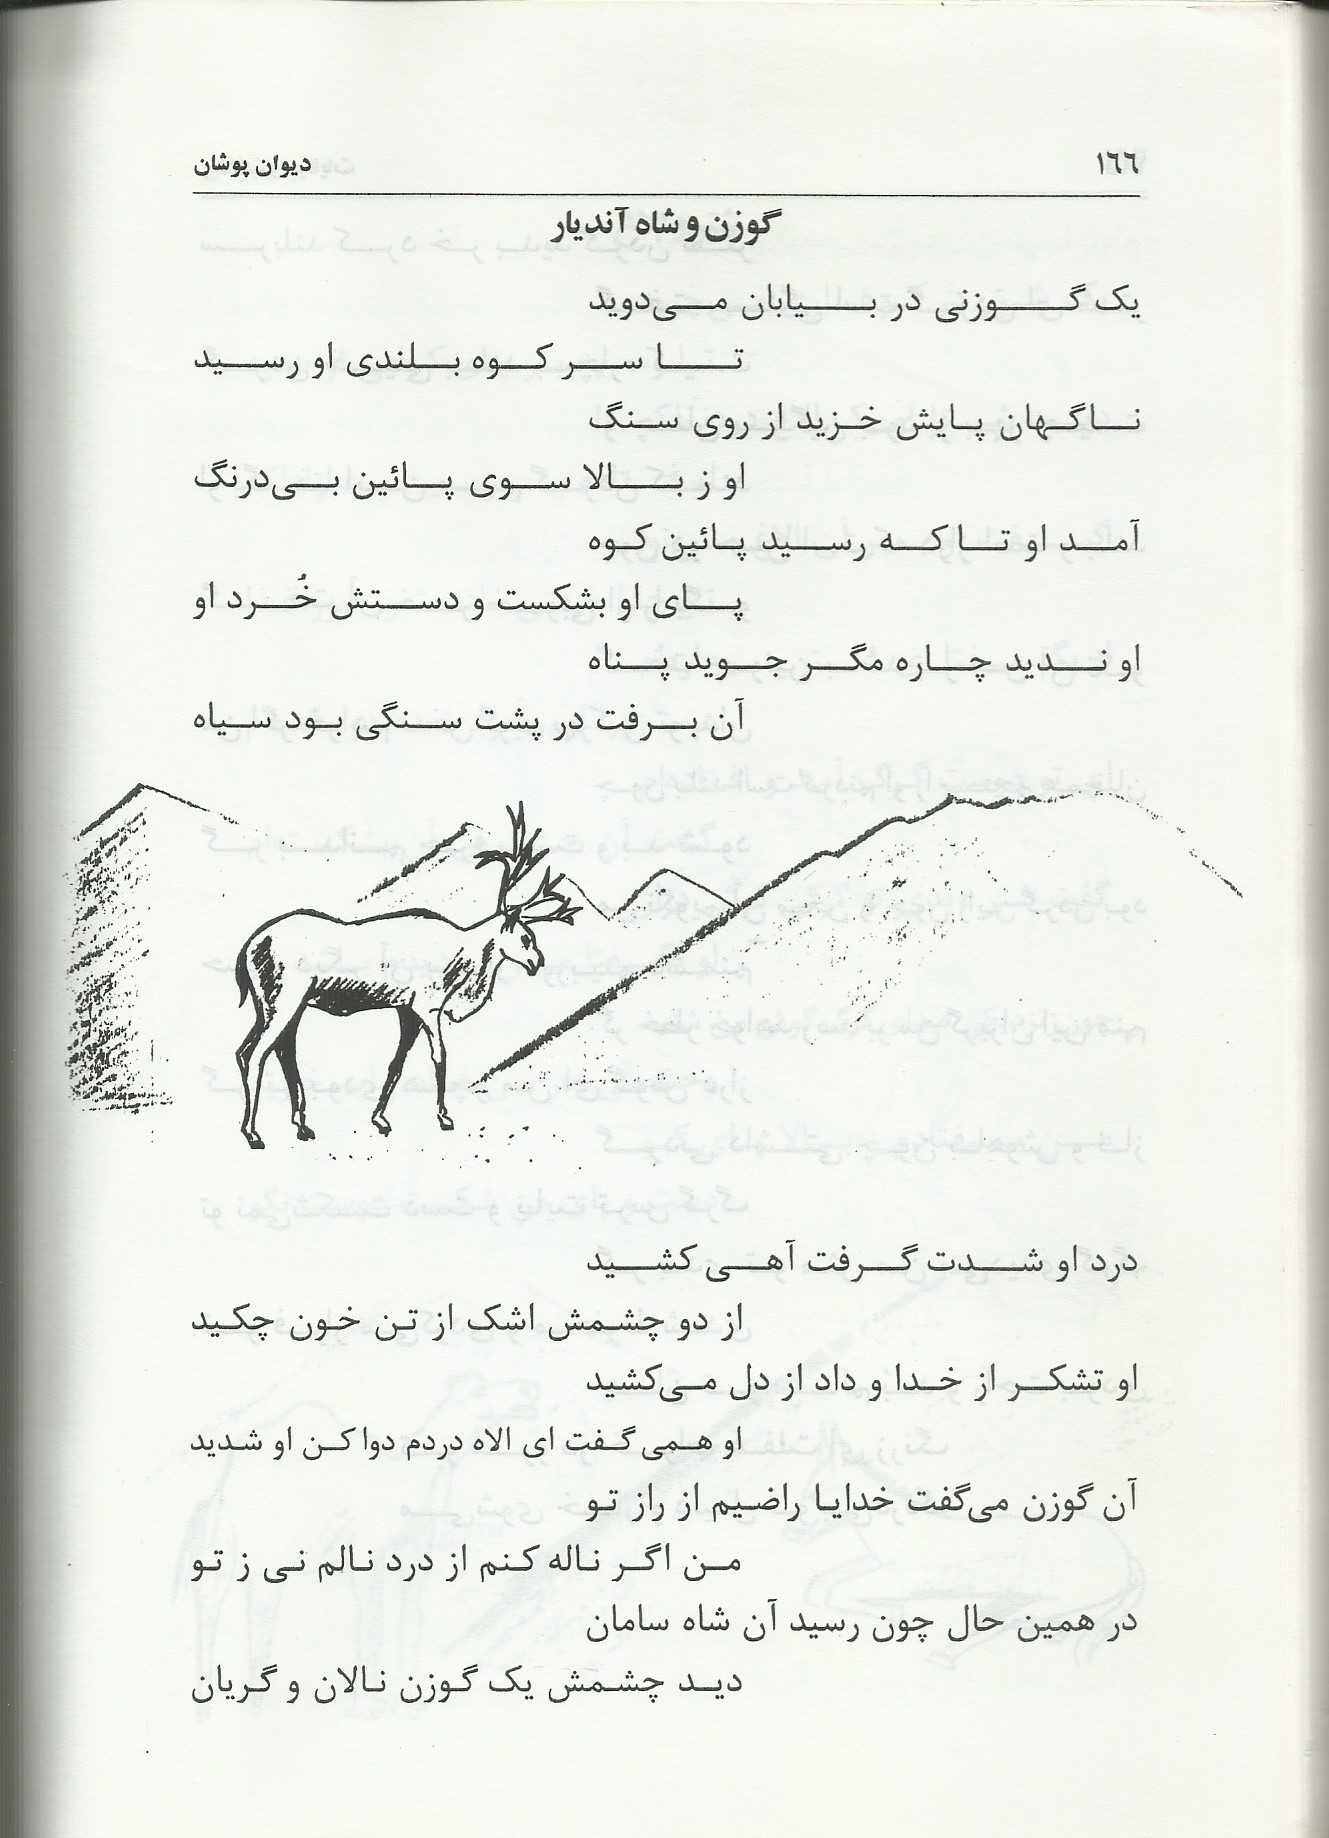 ۱٦٦
دیوان پوشان
گوزن و شاه آندیار
یک گوزنی در بیابان می‌دوید
تا سر کوه بلندی او رسید
ناگهان پایش خزید از روی سنگ
او ز بالا سوی پائین بی‌درنگ
آمد او تا که رسید پائین کوه
پای او بشکست و دستش خُرد او
او ندید چاره مگر جوید پناه
آن برفت در پشت سنگی بود سیاه
درد او شدت گرفت آهی کشید
از دو چشمش اشک از تن خون چکید
او تشکر از خدا و داد از دل می‌کشید
او همی گفت ای الاه دردم دوا کن او شدید
آن گوزن می‌گفت خدایا راضیم از راز تو
من اگر ناله کنم از درد نالم نی ز تو
در همین حال چون رسید آن شاه سامان
دید چشمش یک گوزن نالان و گریان